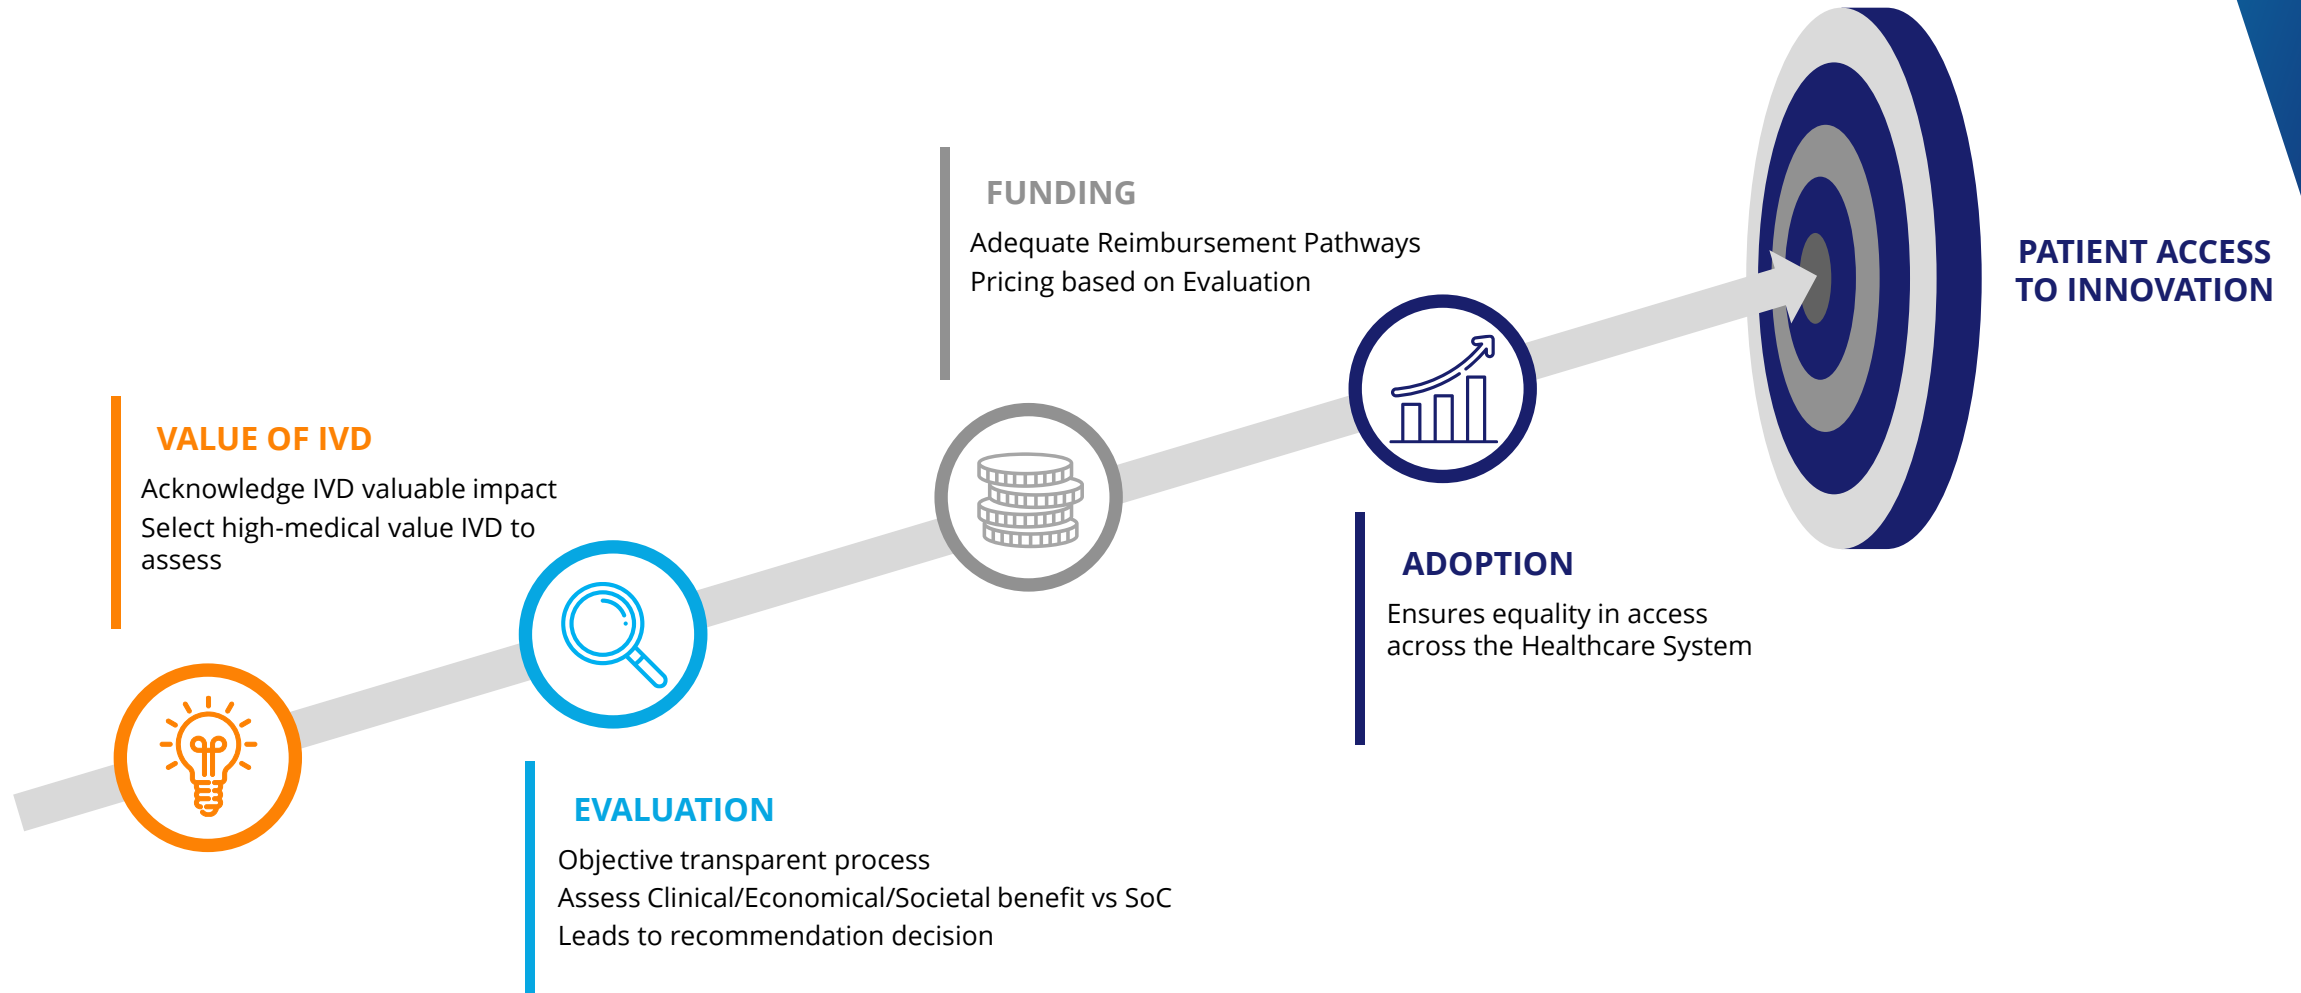 VALUE OF IVD
Acknowledge IVD valuable impact
Select high-medical value IVD to
assess
EVALUATION
Objective transparent process
Assess Clinical/Economical/Societal benefit vs SoC
Leads to recommendation decision
FUNDING
Adequate Reimbursement Pathways
Pricing based on Evaluation
ADOPTION
Ensures equality in access
across the Healthcare System
PATIENT ACCESS
TO INNOVATION